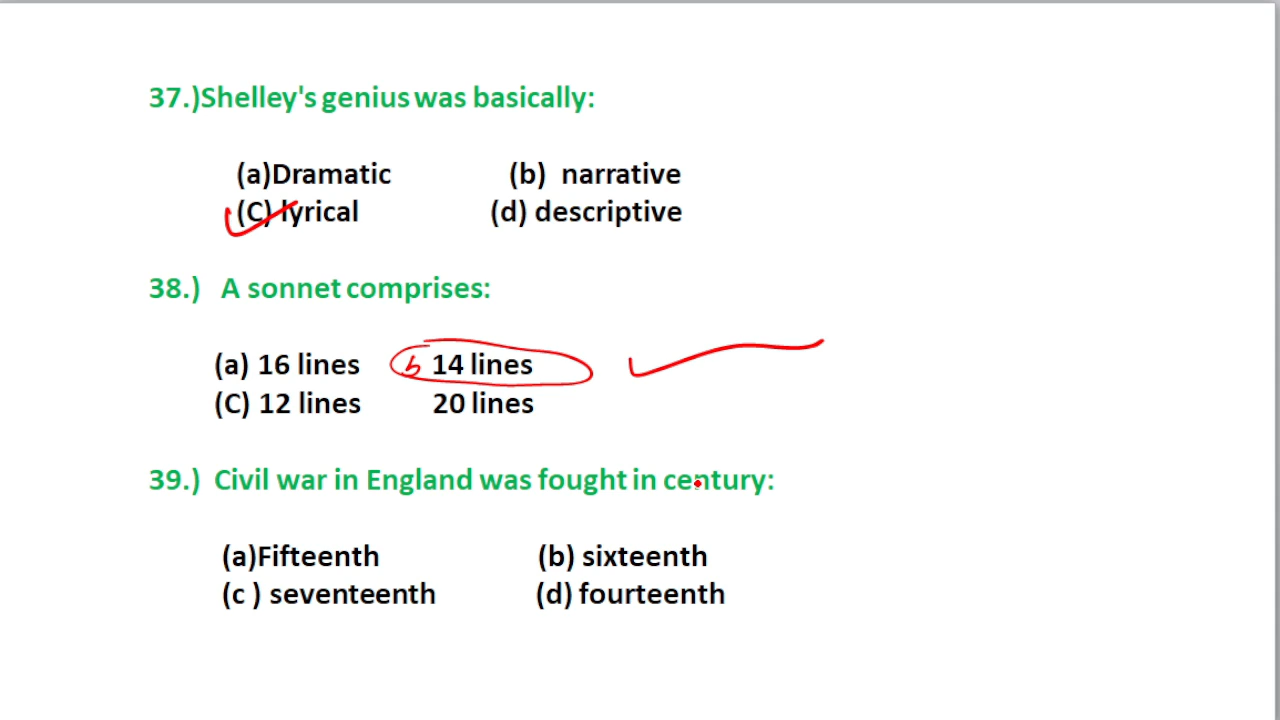 37.)Shelley's genius was basically:
(a)Dramatic (b) narrative
(C) lyrical (d) descriptive
38.) A sonnet comprises:
(a) 16 lines b 14 lines
(C) 12 lines 20 lines
39.) Civil war in England was fought in century:
(a)Fifteenth (b) sixteenth
(c ) seventeenth (d) fourteenth